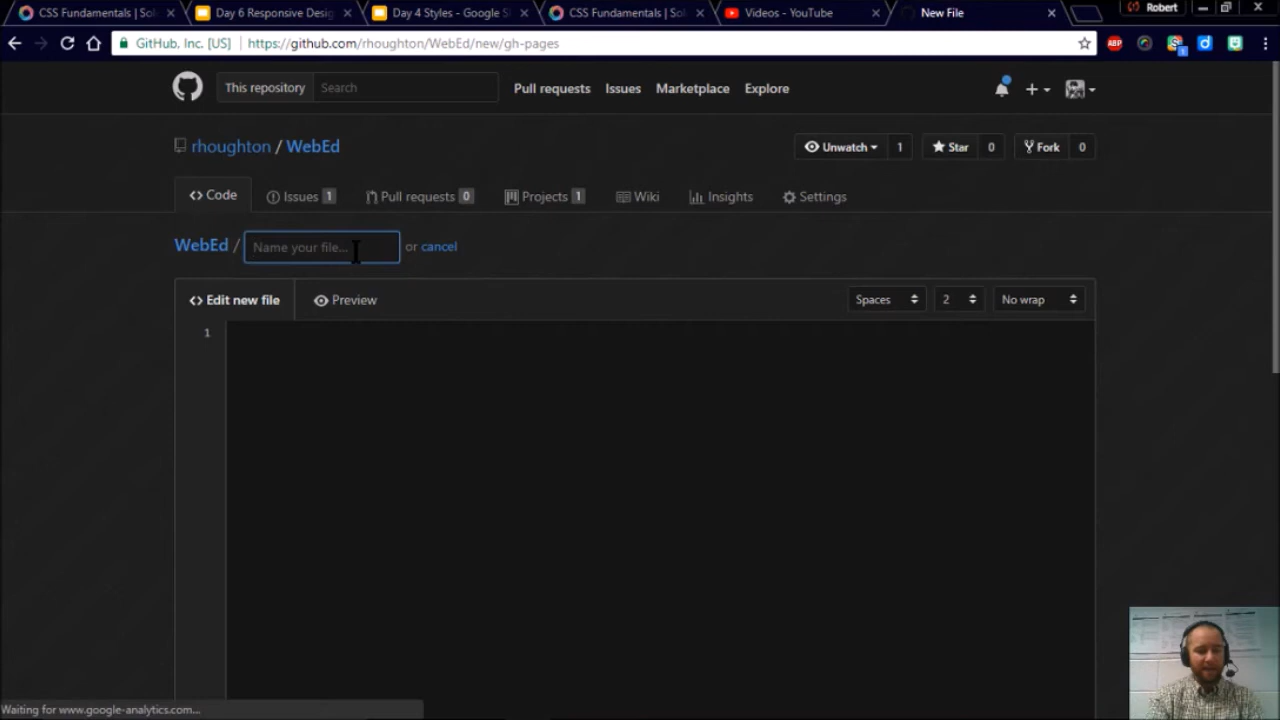 CSS Fundamentals | Sol
Day 6 Responsive Desig
Day 4 Styles - Google S
CSS Fundamentals | Sol
Videos - YouTube
New File
Robert
GitHub, Inc. [US]
https://github.com/rhoughton/WebEd/new/gh-pages
ABP
1
This repository
Search
Pull requests
Issues
Marketplace
Explore
rhoughton / WebEd
Unwatch 1
Star 0
Fork 0
<> Code
Issues 1
Pull requests 0
Projects 1
Wiki
Insights
Settings
WebEd / Name your file... or cancel
<> Edit new file
Preview
Spaces
2
No wrap
1
Waiting for www.google-analytics.com...